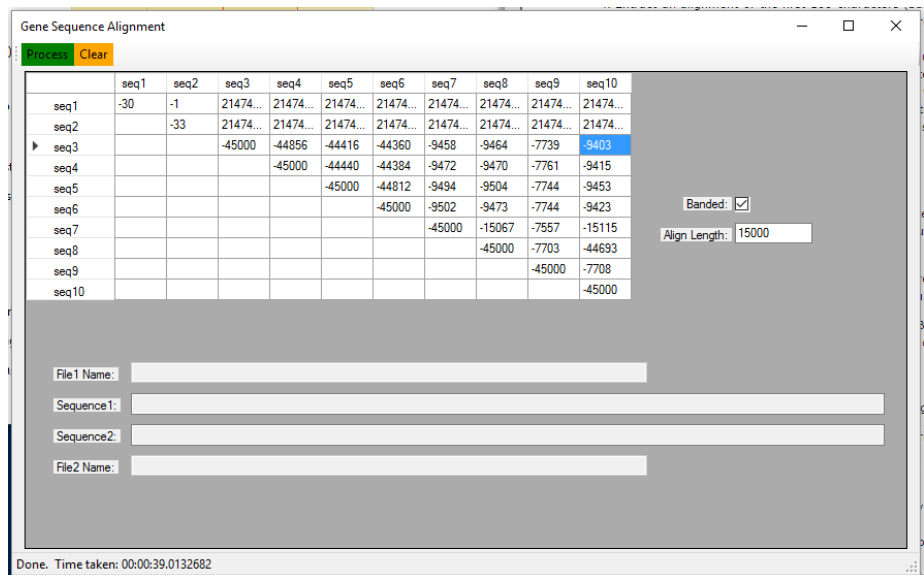 Gene Sequence Alignment
Process Clear
seq1 seq2 seq3 seq4 seq5 seq6 seq7 seq8 seq9 seq10
seq1 -30 -1 21474... 21474... 21474... 21474... 21474... 21474... 21474... 21474...
seq2 -33 21474... 21474... 21474... 21474... 21474... 21474... 21474... 21474...
seq3 -45000 -44856 -44416 -44360 -9458 -9464 -7739 -9403
seq4 -45000 -44440 -44384 -9472 -9470 -7761 -9415
seq5 -45000 -44812 -9494 -9504 -7744 -9453
seq6 -45000 -9502 -9473 -7744 -9423
seq7 -45000 -15067 -7557 -15115
seq8 -45000 -7703 -44693
seq9 -45000 -7708
seq10 -45000
Banded:
Align Length: 15000
File1 Name:
Sequence1:
Sequence2:
File2 Name:
Done. Time taken: 00:00:39.0132682